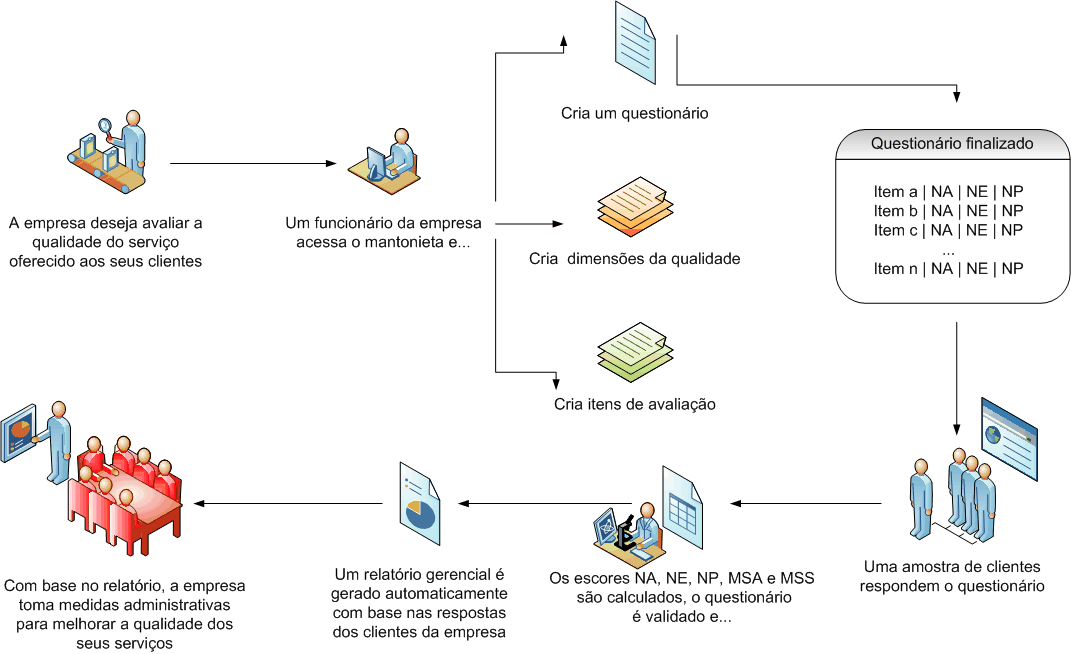 A empresa deseja avaliar a
qualidade do serviço
oferecido aos seus clientes
Um funcionário da empresa
acessa o mantonieta e...
Cria um questionário
Cria dimensões da qualidade
Cria itens de avaliação
Questionário finalizado
Item a | NA | NE | NP
Item b | NA | NE | NP
Item c | NA | NE | NP
...
Item n | NA | NE | NP
Uma amostra de clientes
respondem o questionário
Os escores NA, NE, NP, MSA e MSS
são calculados, o questionário
é validado e...
Um relatório gerencial é
gerado automaticamente
com base nas respostas
dos clientes da empresa
Com base no relatório, a empresa
toma medidas administrativas
para melhorar a qualidade dos
seus serviços